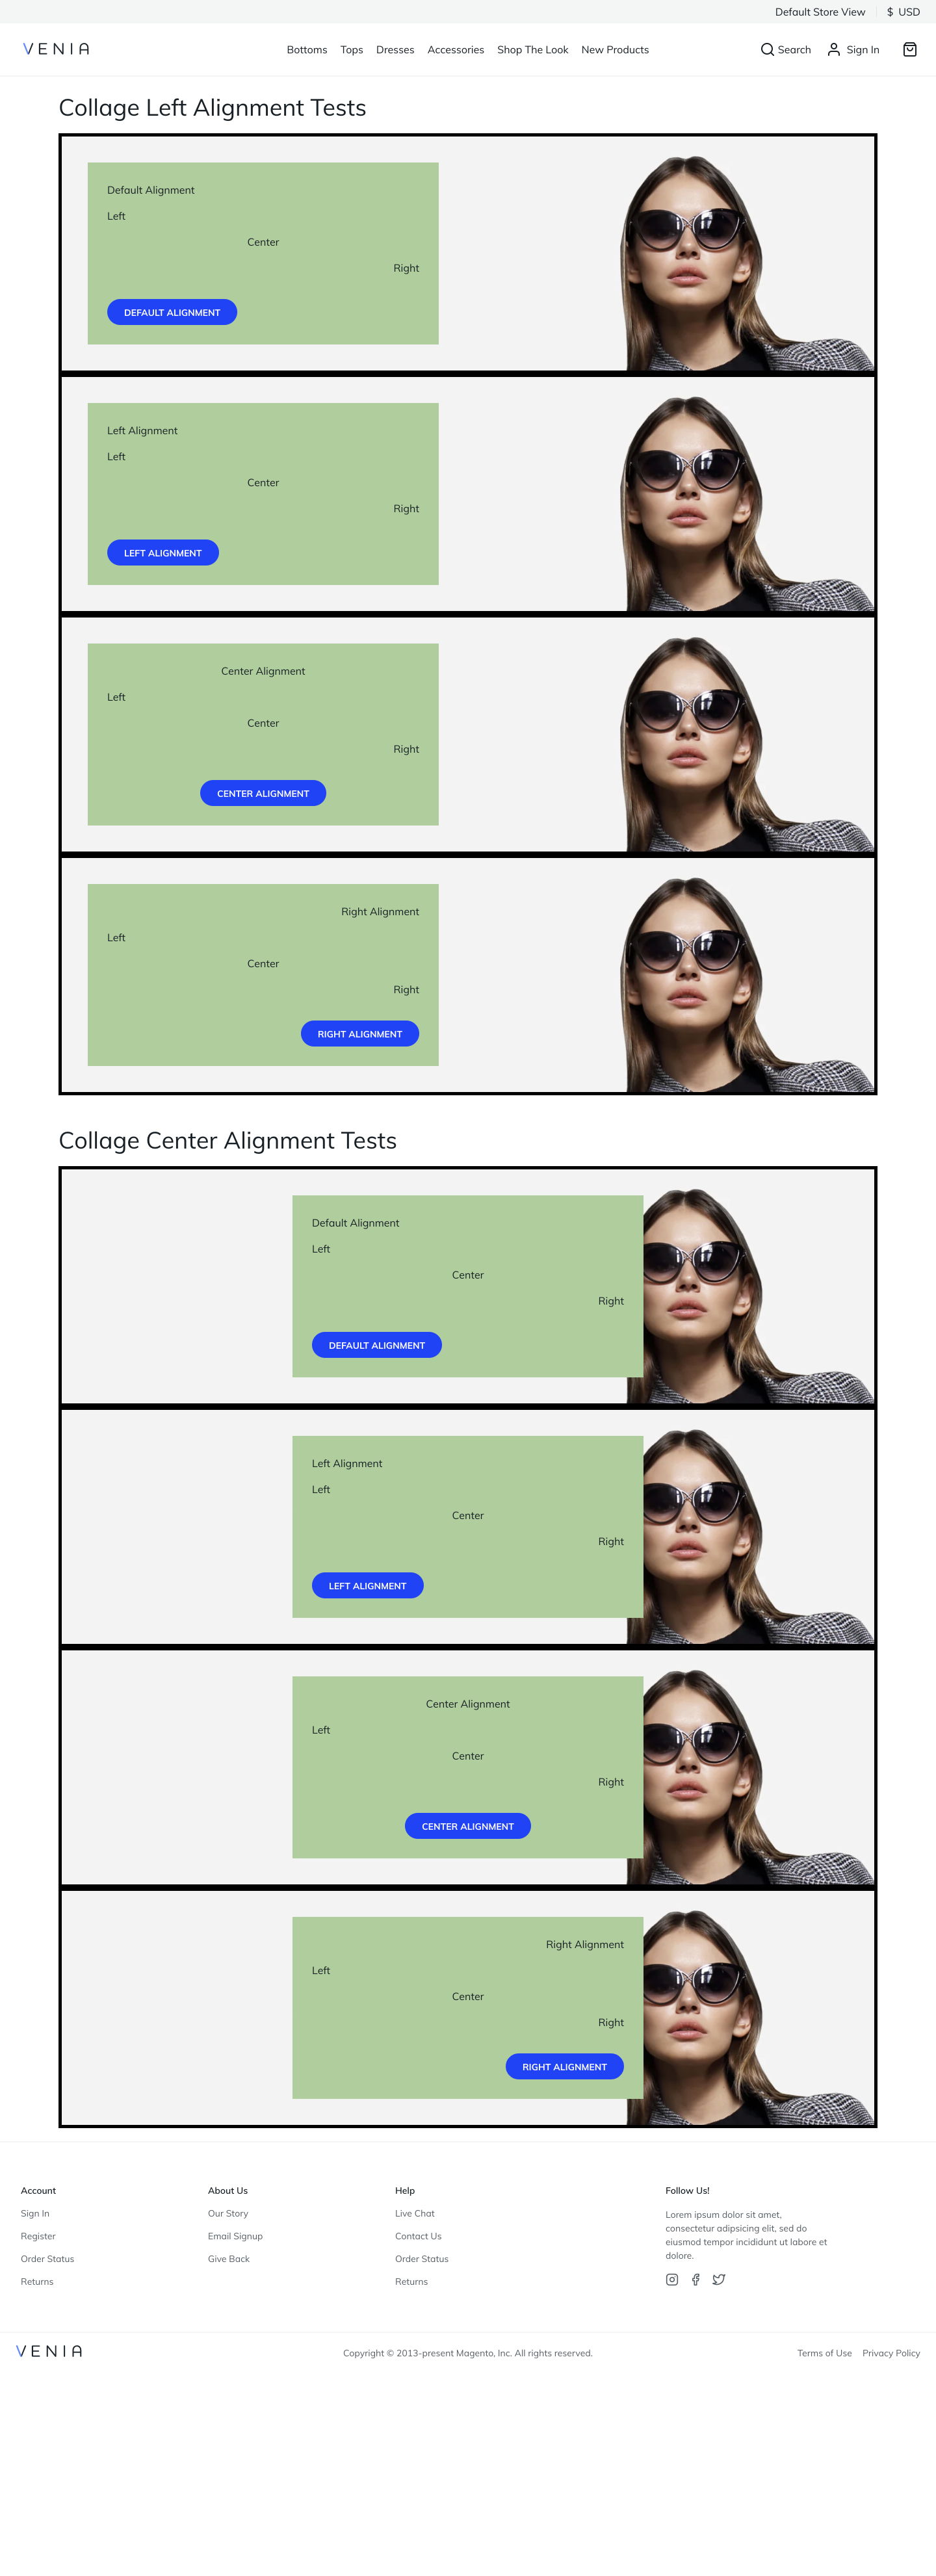 Default Store View
$ USD
VENIA
Bottoms Tops Dresses Accessories Shop The Look New Products
Search
Sign In
Collage Left Alignment Tests
Default Alignment
Left
Center
Right
DEFAULT ALIGNMENT
Left Alignment
Left
Center
Right
LEFT ALIGNMENT
Center Alignment
Left
Center
Right
CENTER ALIGNMENT
Right Alignment
Left
Center
Right
RIGHT ALIGNMENT
Collage Center Alignment Tests
Default Alignment
Left
Center
Right
DEFAULT ALIGNMENT
Left Alignment
Left
Center
Right
LEFT ALIGNMENT
Center Alignment
Left
Center
Right
CENTER ALIGNMENT
Right Alignment
Left
Center
Right
RIGHT ALIGNMENT
Account
Sign In
Register
Order Status
Returns
About Us
Our Story
Email Signup
Give Back
Help
Live Chat
Contact Us
Order Status
Returns
Follow Us!
Lorem ipsum dolor sit amet,
consectetur adipsicing elit, sed do
eiusmod tempor incididunt ut labore et
dolore.
VENIA
Copyright © 2013-present Magento, Inc. All rights reserved.
Terms of Use
Privacy Policy